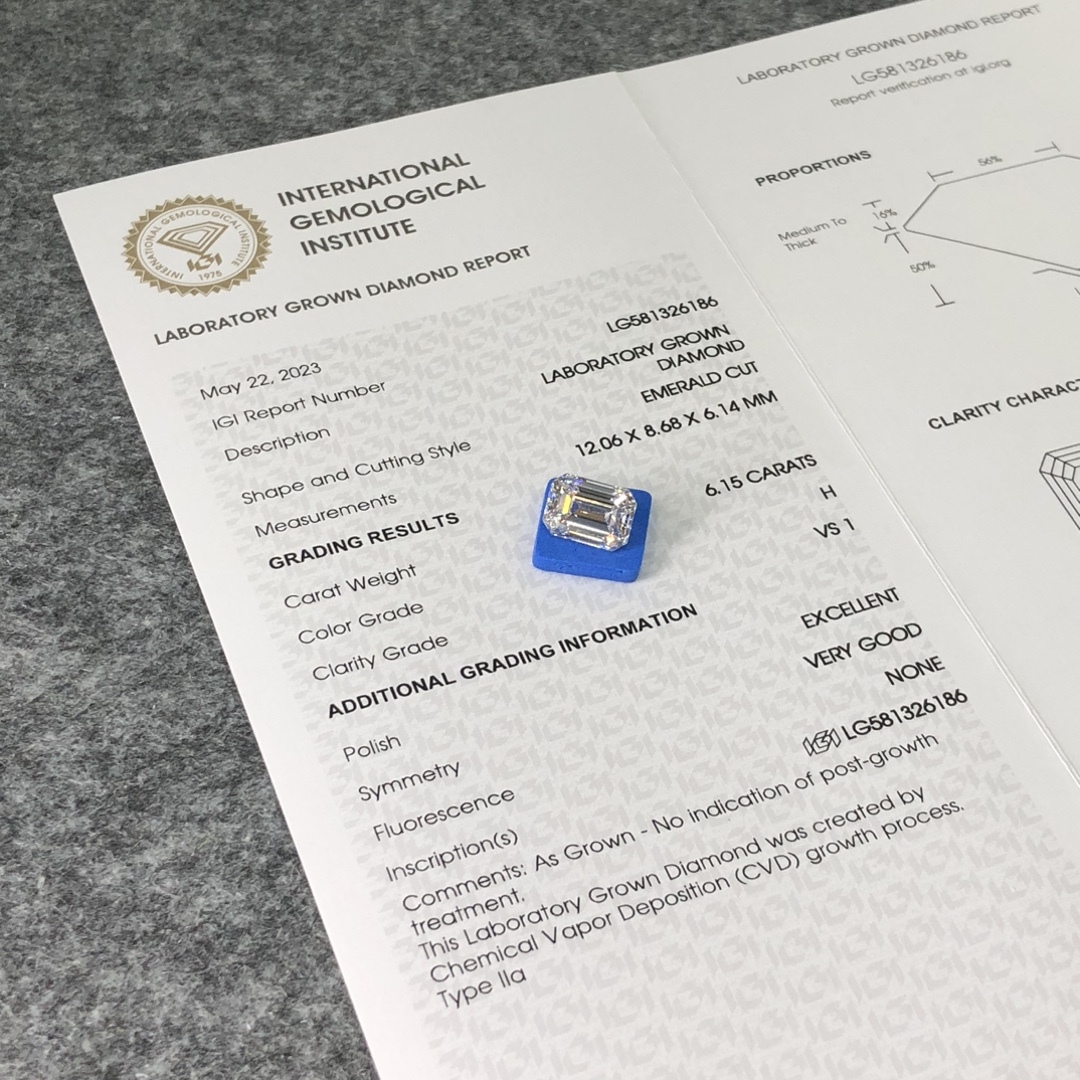 INTERNATIONAL
GEMOLOGICAL
INSTITUTE
INTERNATIONAL GEMOLOGICAL INSTITUTE
IGI
1975
LABORATORY GROWN DIAMOND REPORT
May 22, 2023
IGI Report Number LG581326186
Description LABORATORY GROWN
DIAMOND
Shape and Cutting Style EMERALD CUT
Measurements 12.06 X 8.68 X 6.14 MM
GRADING RESULTS
Carat Weight 6.15 CARATS
Color Grade H
Clarity Grade VS 1
ADDITIONAL GRADING INFORMATION
Polish EXCELLENT
Symmetry VERY GOOD
Fluorescence NONE
Inscription(s) IGI LG581326186
Comments: As Grown - No indication of post-growth
treatment.
This Laboratory Grown Diamond was created by
Chemical Vapor Deposition (CVD) growth process.
Type IIa
LABORATORY GROWN DIAMOND REPORT
LG581326186
Report verification at igi.org
PROPORTIONS
56%
16%
Medium To
Thick
50%
CLARITY CHARAC